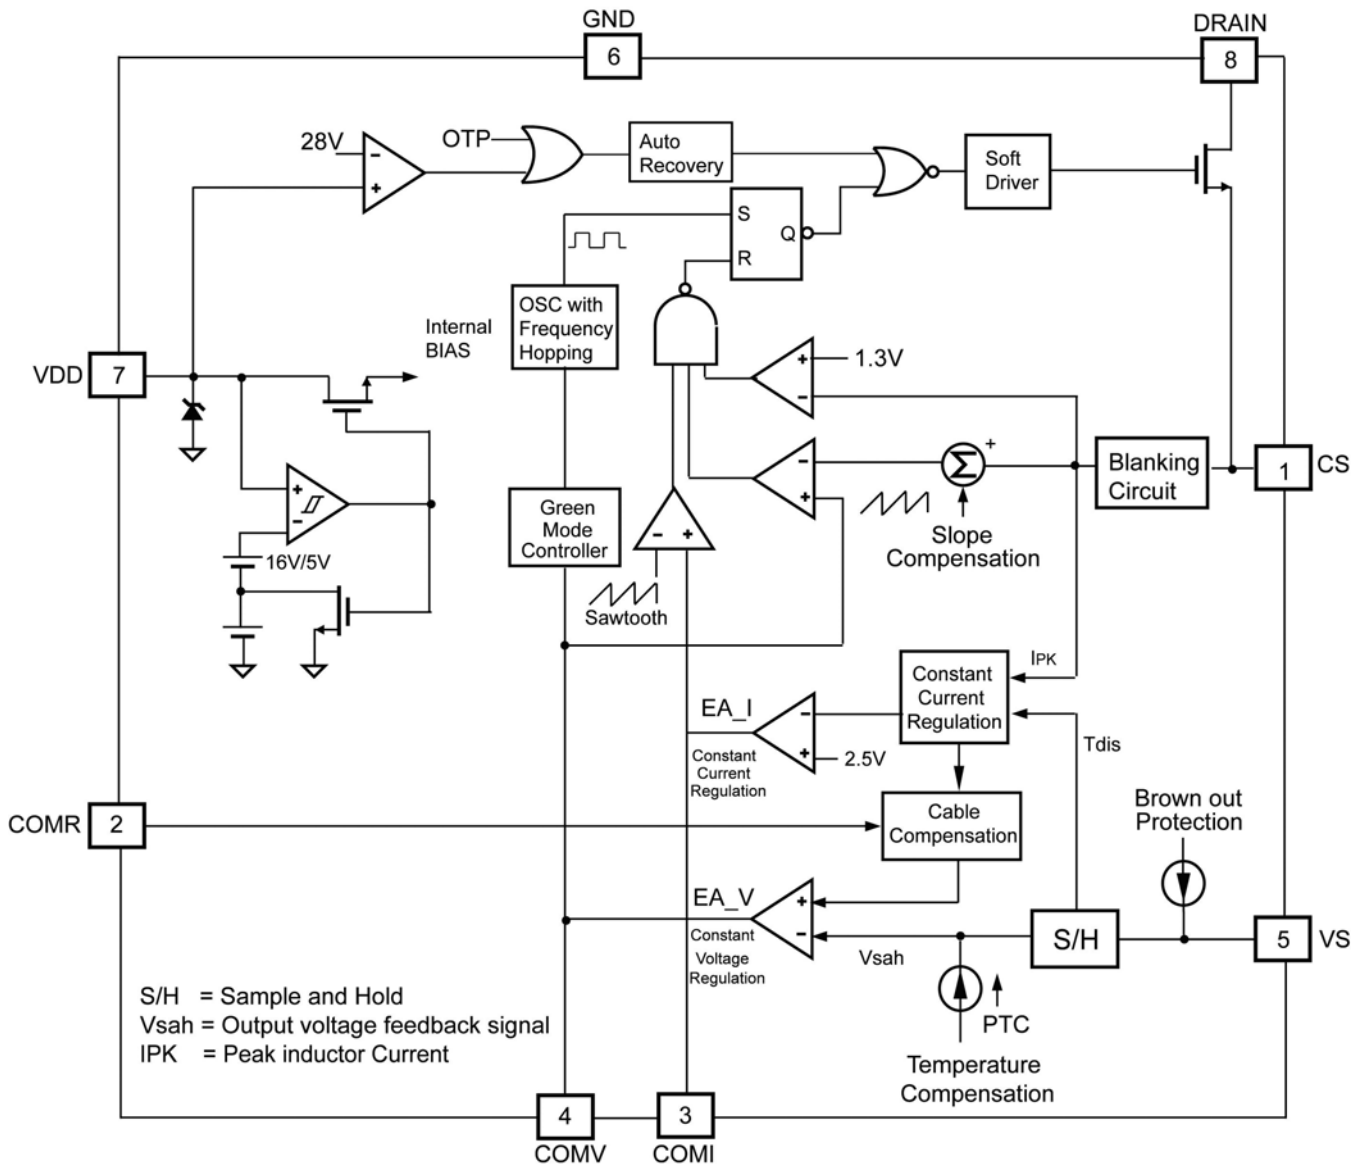 GND
6
DRAIN
8
28V
−
+
OTP
Auto
Recovery
Soft
Driver
S
Q
R
OSC with
Frequency
Hopping
Internal
BIAS
VDD
7
+
1.3V
−
+
−
16V/5V
−
+
Σ
+
Blanking
Circuit
1
CS
Green
Mode
Controller
−
+
Slope
Compensation
Sawtooth
IPK
Constant
Current
Regulation
EA_I
−
+
2.5V
Constant
Current
Regulation
Tdis
COMR
2
Cable
Compensation
Brown out
Protection
EA_V
+
−
Constant
Voltage
Regulation
Vsah
S/H
5
VS
PTC
Temperature
Compensation
S/H = Sample and Hold
Vsah = Output voltage feedback signal
IPK = Peak inductor Current
4
COMV
3
COMI